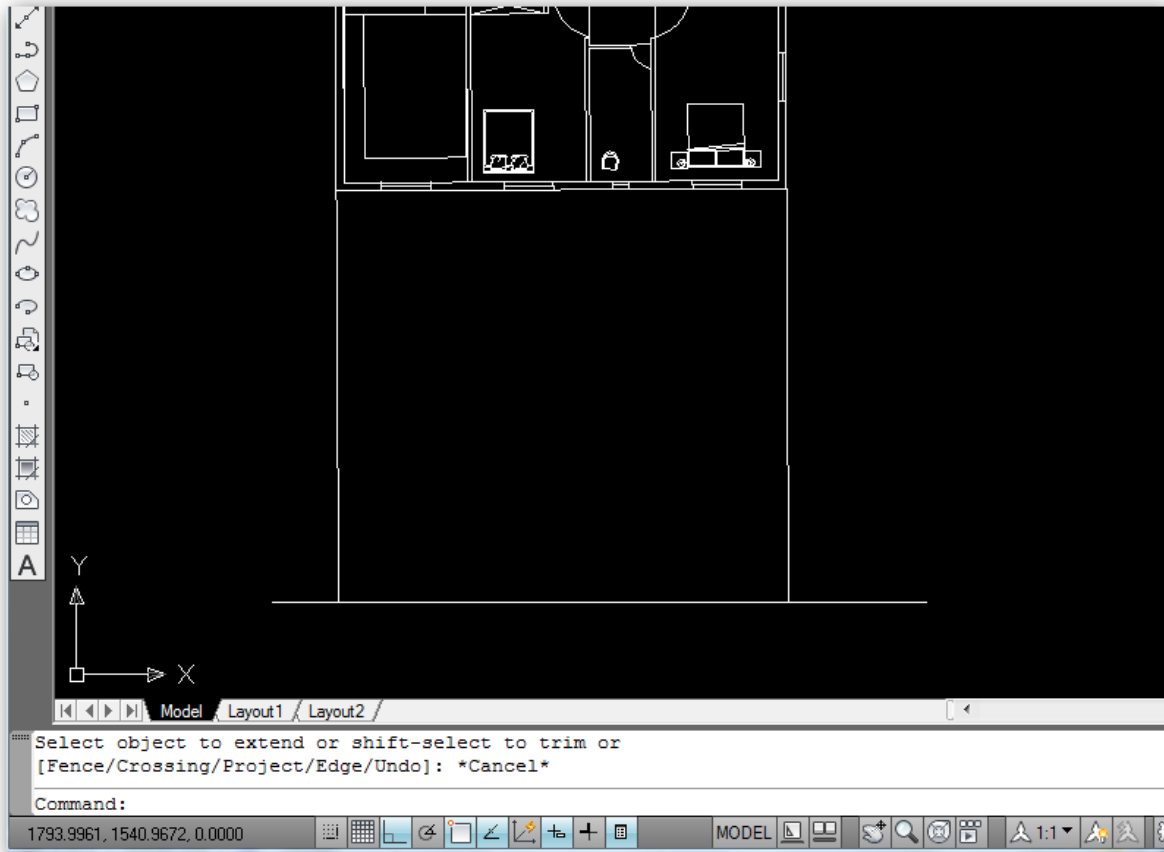 A
Y
X
Model Layout1 Layout2
Select object to extend or shift-select to trim or
[Fence/Crossing/Project/Edge/Undo]: *Cancel*
Command:
1793.9961, 1540.9672, 0.0000 MODEL 1:1